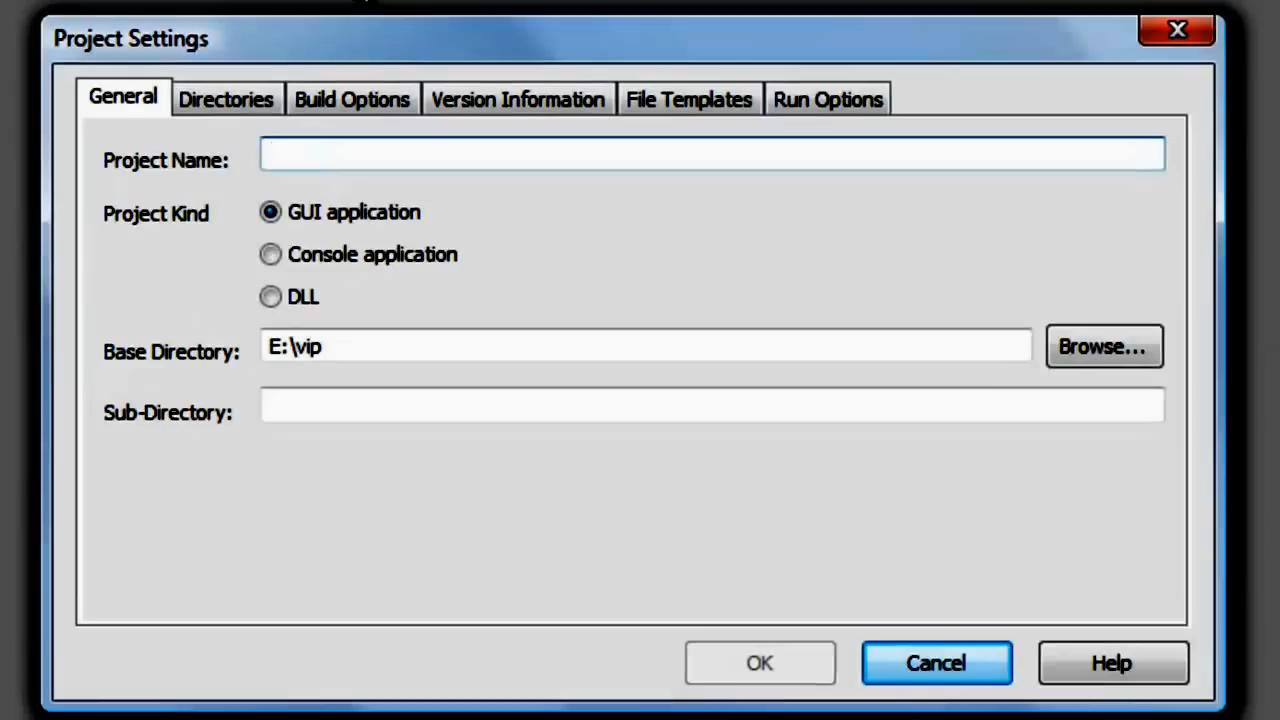 Project Settings
X
General Directories Build Options Version Information File Templates Run Options
Project Name:
Project Kind GUI application
Console application
DLL
Base Directory: E:\vip Browse...
Sub-Directory:
OK Cancel Help